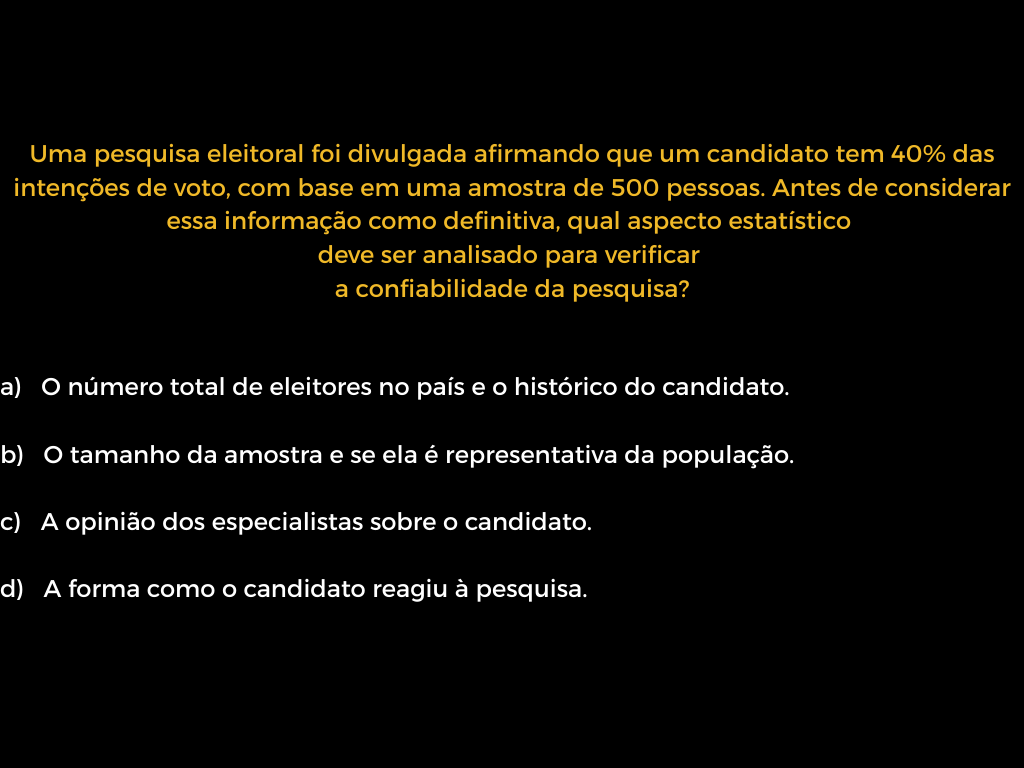 Uma pesquisa eleitoral foi divulgada afirmando que um candidato tem 40% das
intenções de voto, com base em uma amostra de 500 pessoas. Antes de considerar
essa informação como definitiva, qual aspecto estatístico
deve ser analisado para verificar
a confiabilidade da pesquisa?
a) O número total de eleitores no país e o histórico do candidato.
b) O tamanho da amostra e se ela é representativa da população.
c) A opinião dos especialistas sobre o candidato.
d) A forma como o candidato reagiu à pesquisa.